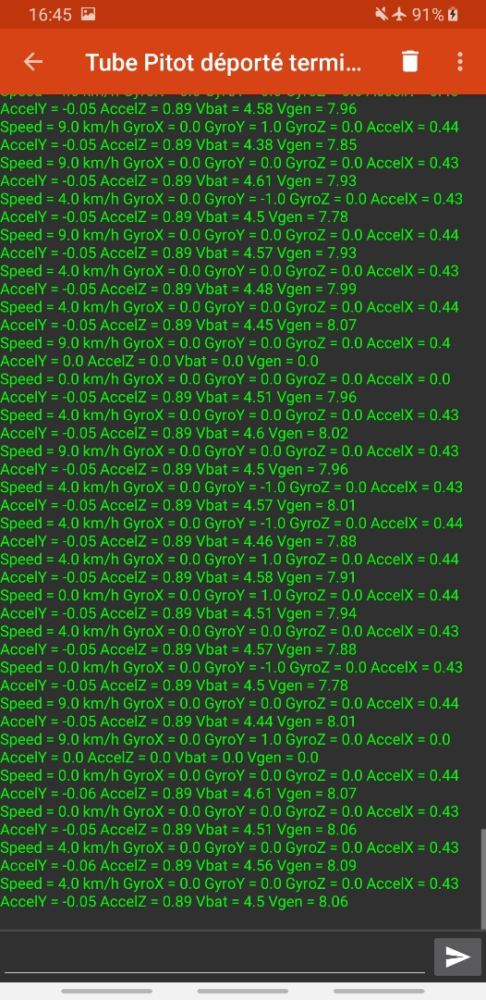 16:45
91%
Tube Pitot déporté termi...
AccelY = -0.05 AccelZ = 0.89 Vbat = 4.58 Vgen = 7.96
Speed = 9.0 km/h GyroX = 0.0 GyroY = 1.0 GyroZ = 0.0 AccelX = 0.44
AccelY = -0.05 AccelZ = 0.89 Vbat = 4.38 Vgen = 7.85
Speed = 9.0 km/h GyroX = 0.0 GyroY = 0.0 GyroZ = 0.0 AccelX = 0.43
AccelY = -0.05 AccelZ = 0.89 Vbat = 4.61 Vgen = 7.93
Speed = 4.0 km/h GyroX = 0.0 GyroY = -1.0 GyroZ = 0.0 AccelX = 0.43
AccelY = -0.05 AccelZ = 0.89 Vbat = 4.5 Vgen = 7.78
Speed = 9.0 km/h GyroX = 0.0 GyroY = 0.0 GyroZ = 0.0 AccelX = 0.44
AccelY = -0.05 AccelZ = 0.89 Vbat = 4.57 Vgen = 7.93
Speed = 4.0 km/h GyroX = 0.0 GyroY = 0.0 GyroZ = 0.0 AccelX = 0.43
AccelY = -0.05 AccelZ = 0.89 Vbat = 4.48 Vgen = 7.99
Speed = 4.0 km/h GyroX = 0.0 GyroY = 0.0 GyroZ = 0.0 AccelX = 0.44
AccelY = -0.05 AccelZ = 0.89 Vbat = 4.45 Vgen = 8.07
Speed = 9.0 km/h GyroX = 0.0 GyroY = 0.0 GyroZ = 0.0 AccelX = 0.4
AccelY = 0.0 AccelZ = 0.0 Vbat = 0.0 Vgen = 0.0
Speed = 0.0 km/h GyroX = 0.0 GyroY = 0.0 GyroZ = 0.0 AccelX = 0.0
AccelY = -0.05 AccelZ = 0.89 Vbat = 4.51 Vgen = 7.96
Speed = 4.0 km/h GyroX = 0.0 GyroY = 0.0 GyroZ = 0.0 AccelX = 0.43
AccelY = -0.05 AccelZ = 0.89 Vbat = 4.6 Vgen = 8.02
Speed = 9.0 km/h GyroX = 0.0 GyroY = 0.0 GyroZ = 0.0 AccelX = 0.43
AccelY = -0.05 AccelZ = 0.89 Vbat = 4.5 Vgen = 7.96
Speed = 4.0 km/h GyroX = 0.0 GyroY = -1.0 GyroZ = 0.0 AccelX = 0.43
AccelY = -0.05 AccelZ = 0.89 Vbat = 4.57 Vgen = 8.01
Speed = 4.0 km/h GyroX = 0.0 GyroY = -1.0 GyroZ = 0.0 AccelX = 0.44
AccelY = -0.05 AccelZ = 0.89 Vbat = 4.46 Vgen = 7.88
Speed = 4.0 km/h GyroX = 0.0 GyroY = 1.0 GyroZ = 0.0 AccelX = 0.44
AccelY = -0.05 AccelZ = 0.89 Vbat = 4.58 Vgen = 7.91
Speed = 0.0 km/h GyroX = 0.0 GyroY = 1.0 GyroZ = 0.0 AccelX = 0.44
AccelY = -0.05 AccelZ = 0.89 Vbat = 4.51 Vgen = 7.94
Speed = 4.0 km/h GyroX = 0.0 GyroY = 0.0 GyroZ = 0.0 AccelX = 0.43
AccelY = -0.05 AccelZ = 0.89 Vbat = 4.57 Vgen = 7.88
Speed = 0.0 km/h GyroX = 0.0 GyroY = -1.0 GyroZ = 0.0 AccelX = 0.43
AccelY = -0.05 AccelZ = 0.89 Vbat = 4.5 Vgen = 7.78
Speed = 9.0 km/h GyroX = 0.0 GyroY = 0.0 GyroZ = 0.0 AccelX = 0.44
AccelY = -0.05 AccelZ = 0.89 Vbat = 4.44 Vgen = 8.01
Speed = 9.0 km/h GyroX = 0.0 GyroY = 1.0 GyroZ = 0.0 AccelX = 0.0
AccelY = 0.0 AccelZ = 0.0 Vbat = 0.0 Vgen = 0.0
Speed = 0.0 km/h GyroX = 0.0 GyroY = 0.0 GyroZ = 0.0 AccelX = 0.44
AccelY = -0.06 AccelZ = 0.89 Vbat = 4.61 Vgen = 8.07
Speed = 0.0 km/h GyroX = 0.0 GyroY = 0.0 GyroZ = 0.0 AccelX = 0.43
AccelY = -0.05 AccelZ = 0.89 Vbat = 4.51 Vgen = 8.06
Speed = 4.0 km/h GyroX = 0.0 GyroY = 0.0 GyroZ = 0.0 AccelX = 0.43
AccelY = -0.06 AccelZ = 0.89 Vbat = 4.56 Vgen = 8.09
Speed = 4.0 km/h GyroX = 0.0 GyroY = 0.0 GyroZ = 0.0 AccelX = 0.43
AccelY = -0.05 AccelZ = 0.89 Vbat = 4.5 Vgen = 8.06